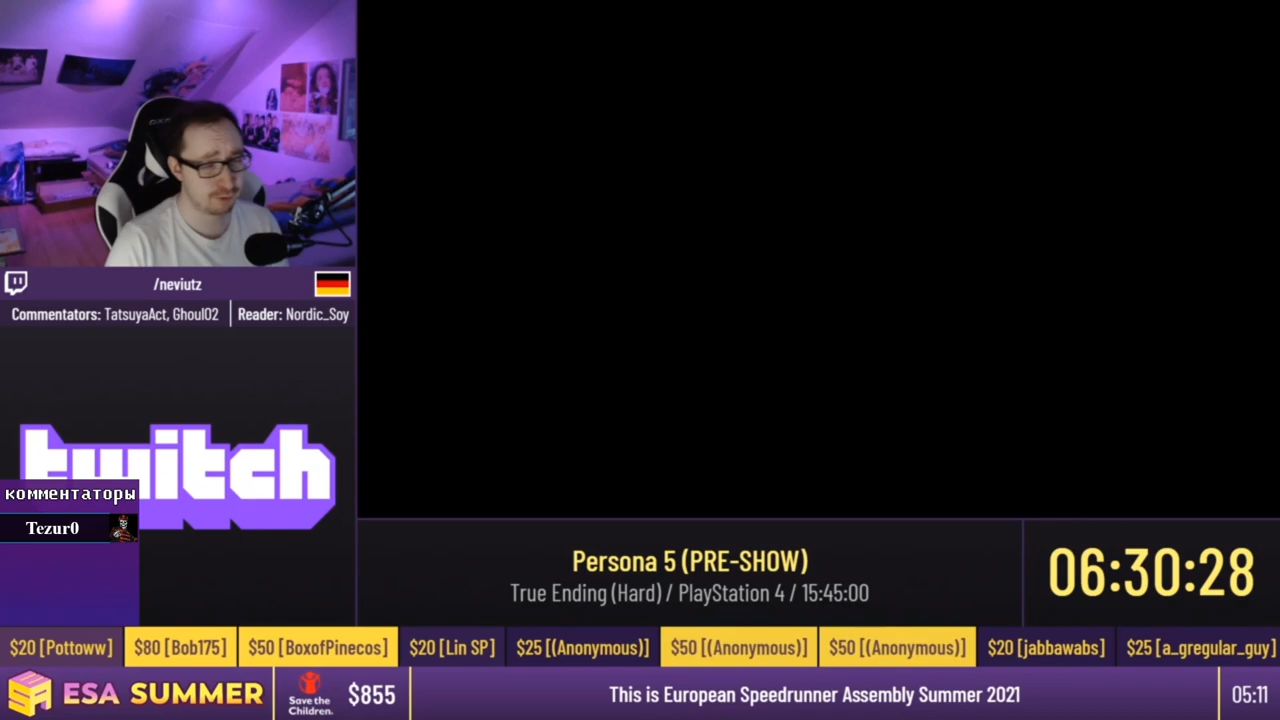 /neviutz
Commentators: TatsuyaAct, Ghoul02
Reader: Nordic_Soy
twitch
комментаторы
Tezur0
Persona 5 (PRE-SHOW)
True Ending (Hard) / PlayStation 4 / 15:45:00
06:30:28
$20 [Pottoww]
$80 [Bob175]
$50 [BoxofPinecos]
$20 [Lin SP]
$25 [(Anonymous)]
$50 [(Anonymous)]
$50 [(Anonymous)]
$20 [jabbawabs]
$25 [a_gregular_guy]
ESA SUMMER
Save the
Children.
$855
This is European Speedrunner Assembly Summer 2021
05:11